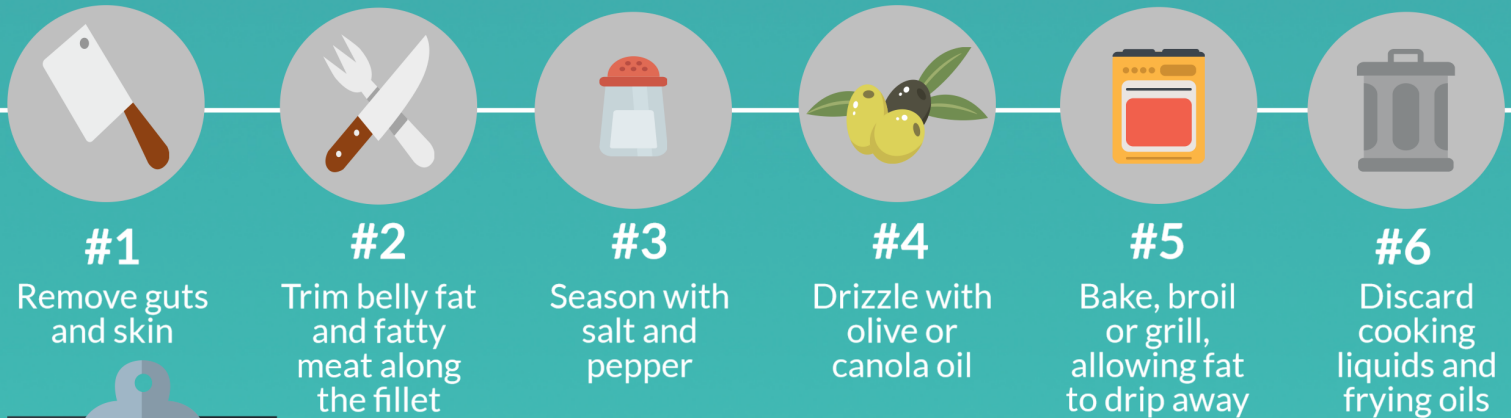 #1
Remove guts
and skin
#2
Trim belly fat
and fatty
meat along
the fillet
#3
Season with
salt and
pepper
#4
Drizzle with
olive or
canola oil
#5
Bake, broil
or grill,
allowing fat
to drip away
#6
Discard
cooking
liquids and
frying oils